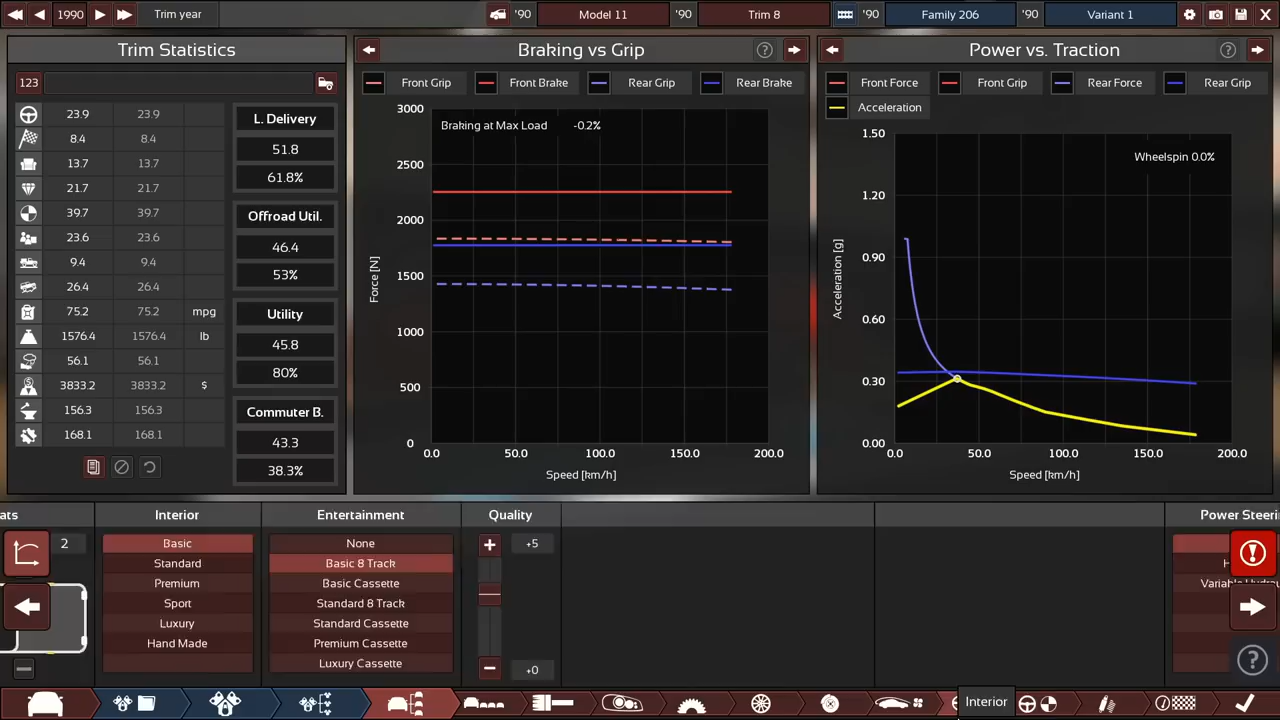 1990
Trim year
'90
Model 11
'90
Trim 8
'90
Family 206
'90
Variant 1
Trim Statistics
123
23.9 23.9
8.4 8.4
13.7 13.7
21.7 21.7
39.7 39.7
23.6 23.6
9.4 9.4
26.4 26.4
75.2 75.2 mpg
1576.4 1576.4 lb
56.1 56.1
3833.2 3833.2 $
156.3 156.3
168.1 168.1
L. Delivery
51.8
61.8%
Offroad Util.
46.4
53%
Utility
45.8
80%
Commuter B.
43.3
38.3%
Braking vs Grip
?
Front Grip Front Brake Rear Grip Rear Brake
Braking at Max Load -0.2%
3000
2500
2000
1500
1000
500
0
Force [N]
0.0 50.0 100.0 150.0 200.0
Speed [km/h]
Power vs. Traction
?
Front Force Front Grip Rear Force Rear Grip
Acceleration
Wheelspin 0.0%
1.50
1.20
0.90
0.60
0.30
0.00
Acceleration [g]
0.0 50.0 100.0 150.0 200.0
Speed [km/h]
ats
2
Interior
Basic
Standard
Premium
Sport
Luxury
Hand Made
Entertainment
None
Basic 8 Track
Basic Cassette
Standard 8 Track
Standard Cassette
Premium Cassette
Luxury Cassette
Quality
+5
+0
Power Steeri
H
Variable Hydra
?
Interior